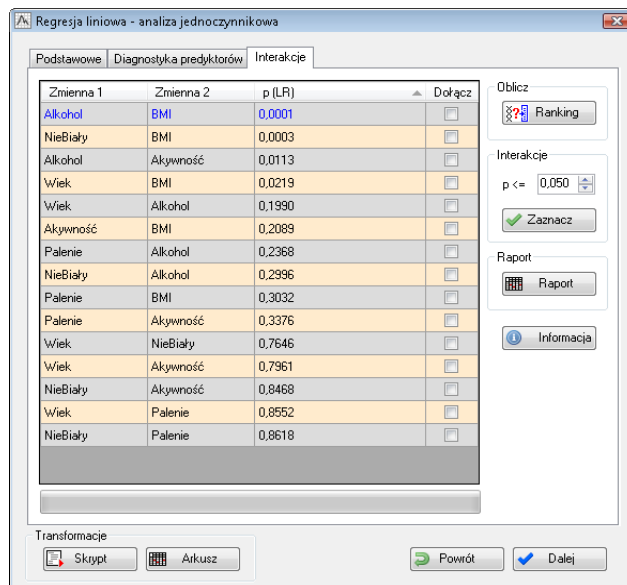 Regresja liniowa - analiza jednoczynnikowa
Podstawowe Diagnostyka predyktorów Interakcje
Zmienna 1 Zmienna 2 p (LR) Dołącz
Alkohol BMI 0,0001
NieBiały BMI 0,0003
Alkohol Akywność 0,0113
Wiek BMI 0,0219
Wiek Alkohol 0,1990
Akywność BMI 0,2089
Palenie Alkohol 0,2368
NieBiały Alkohol 0,2996
Palenie BMI 0,3032
Palenie Akywność 0,3376
Wiek NieBiały 0,7646
Wiek Akywność 0,7961
NieBiały Akywność 0,8468
Wiek Palenie 0,8552
NieBiały Palenie 0,8618
Oblicz
Ranking
Interakcje
p <= 0,050
Zaznacz
Raport
Raport
Informacja
Transformacje
Skrypt Arkusz Powrót Dalej